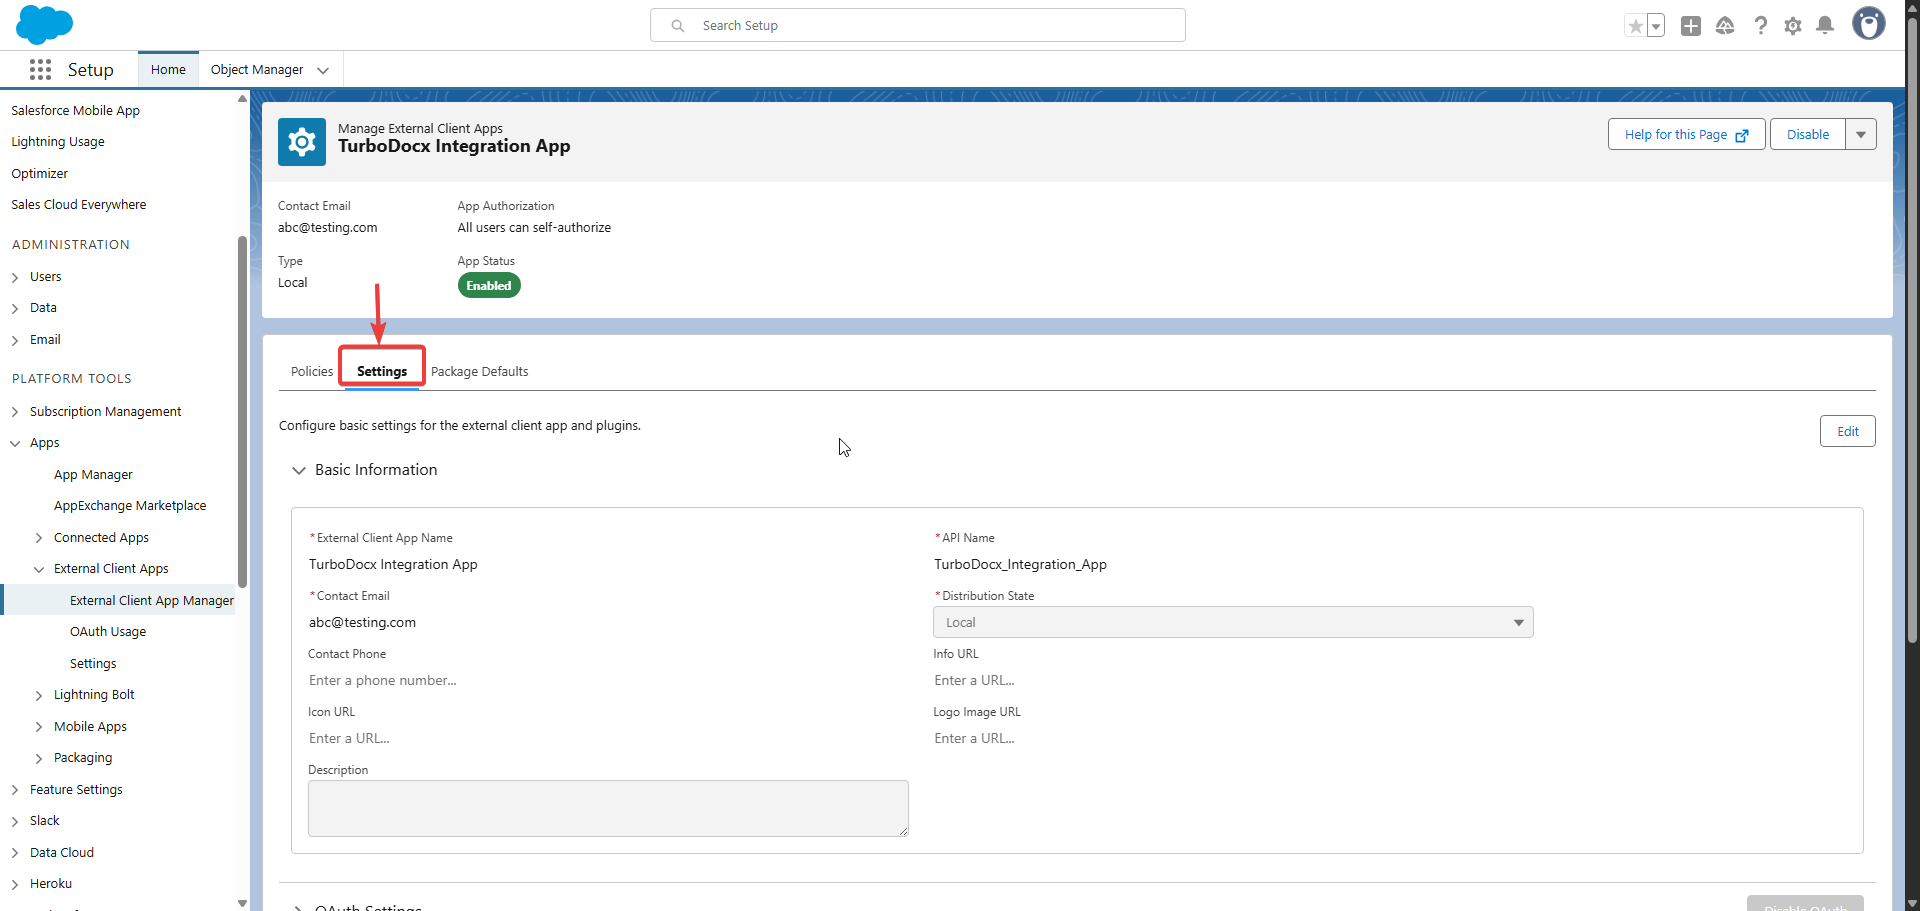 Search Setup
Setup
Home
Object Manager
Salesforce Mobile App
Lightning Usage
Optimizer
Sales Cloud Everywhere
ADMINISTRATION
Users
Data
Email
PLATFORM TOOLS
Subscription Management
Apps
App Manager
AppExchange Marketplace
Connected Apps
External Client Apps
External Client App Manager
OAuth Usage
Settings
Lightning Bolt
Mobile Apps
Packaging
Feature Settings
Slack
Data Cloud
Heroku
Manage External Client Apps
TurboDocx Integration App
Help for this Page
Disable
Contact Email
abc@testing.com
App Authorization
All users can self-authorize
Type
Local
App Status
Enabled
Policies
Settings
Package Defaults
Configure basic settings for the external client app and plugins.
Edit
Basic Information
*External Client App Name
TurboDocx Integration App
*API Name
TurboDocx_Integration_App
*Contact Email
abc@testing.com
*Distribution State
Local
Contact Phone
Enter a phone number...
Info URL
Enter a URL...
Icon URL
Enter a URL...
Logo Image URL
Enter a URL...
Description
OAuth Settings
Disable OAuth